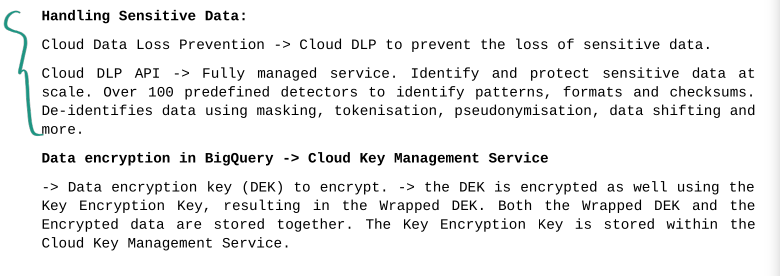 Handling Sensitive Data:
Cloud Data Loss Prevention -> Cloud DLP to prevent the loss of sensitive data.
Cloud DLP API -> Fully managed service. Identify and protect sensitive data at
scale. Over 100 predefined detectors to identify patterns, formats and checksums.
De-identifies data using masking, tokenisation, pseudonymisation, data shifting and
more.
Data encryption in BigQuery -> Cloud Key Management Service
-> Data encryption key (DEK) to encrypt. -> the DEK is encrypted as well using the
Key Encryption Key, resulting in the Wrapped DEK. Both the Wrapped DEK and the
Encrypted data are stored together. The Key Encryption Key is stored within the
Cloud Key Management Service.